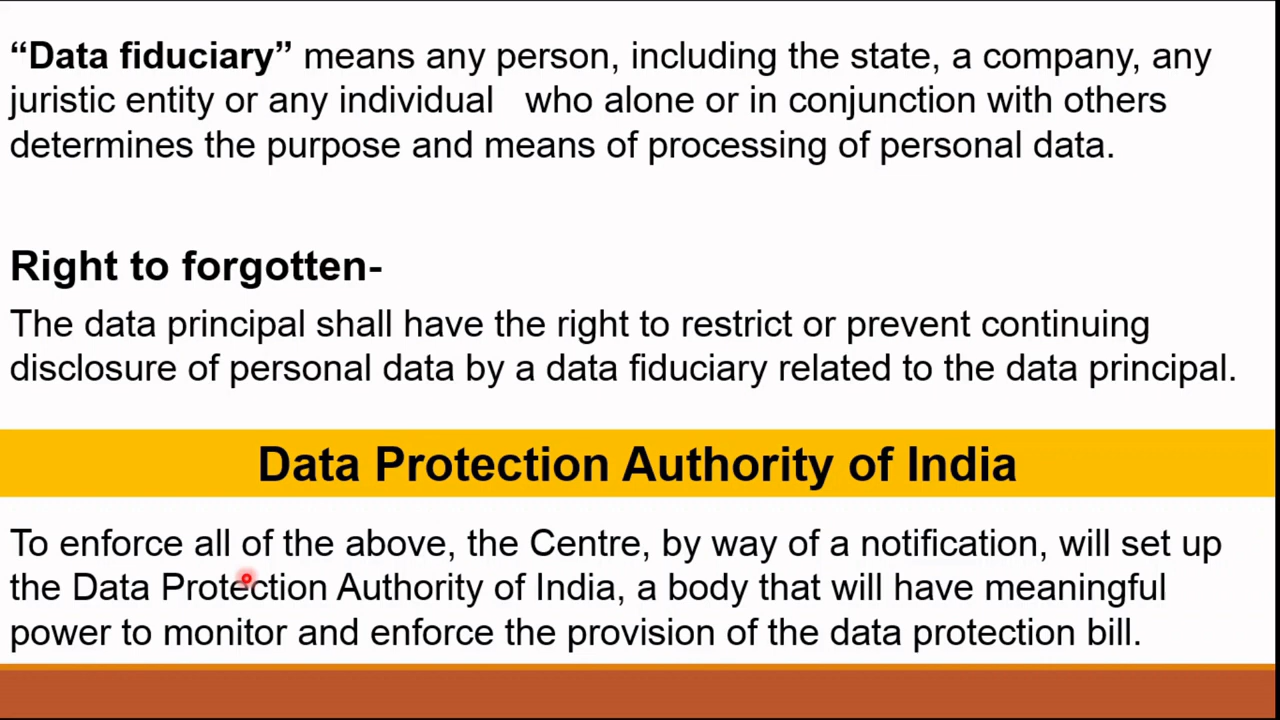 “Data fiduciary” means any person, including the state, a company, any
juristic entity or any individual who alone or in conjunction with others
determines the purpose and means of processing of personal data.
Right to forgotten-
The data principal shall have the right to restrict or prevent continuing
disclosure of personal data by a data fiduciary related to the data principal.
Data Protection Authority of India
To enforce all of the above, the Centre, by way of a notification, will set up
the Data Protection Authority of India, a body that will have meaningful
power to monitor and enforce the provision of the data protection bill.